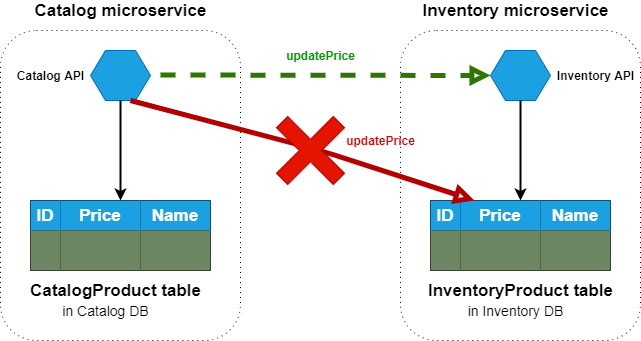 Catalog microservice
Inventory microservice
updatePrice
Catalog API
Inventory API
updatePrice
ID Price Name
ID Price Name
CatalogProduct table
in Catalog DB
InventoryProduct table
in Inventory DB